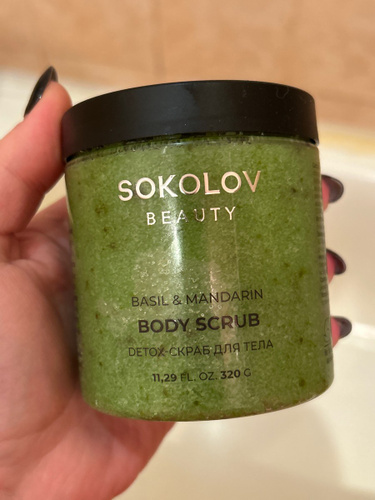 SOKOLOV
BEAUTY
BASIL & MANDARIN
BODY SCRUB
DETOX-СКРАБ ДЛЯ ТЕЛА
11,29 FL. OZ. 320 G